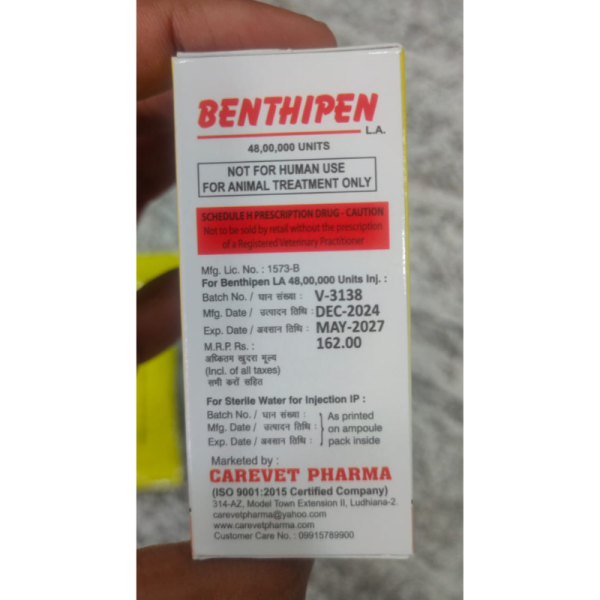 BENTHIPEN
L.A.
48,00,000 UNITS
NOT FOR HUMAN USE
FOR ANIMAL TREATMENT ONLY
SCHEDULE H PRESCRIPTION DRUG - CAUTION
Not to be sold by retail without the prescription
of a Registered Veterinary Practitioner
Mfg. Lic. No. : 1573-B
For Benthipen LA 48,00,000 Units Inj. :
Batch No. / घान संख्या : V-3138
Mfg. Date / उत्पादन तिथि : DEC-2024
Exp. Date / अवसान तिथि : MAY-2027
M.R.P. Rs. : 162.00
अधिकतम खुदरा मूल्य
(Incl. of all taxes)
सभी करों सहित
For Sterile Water for Injection IP :
Batch No. / घान संख्या : As printed
Mfg. Date / उत्पादन तिथि : on ampoule
Exp. Date / अवसान तिथि : pack inside
Marketed by :
CAREVET PHARMA
(ISO 9001:2015 Certified Company)
314-AZ, Model Town Extension II, Ludhiana-2.
carevetpharma@yahoo.com
www.carevetpharma.com
Customer Care No. : 09915789900